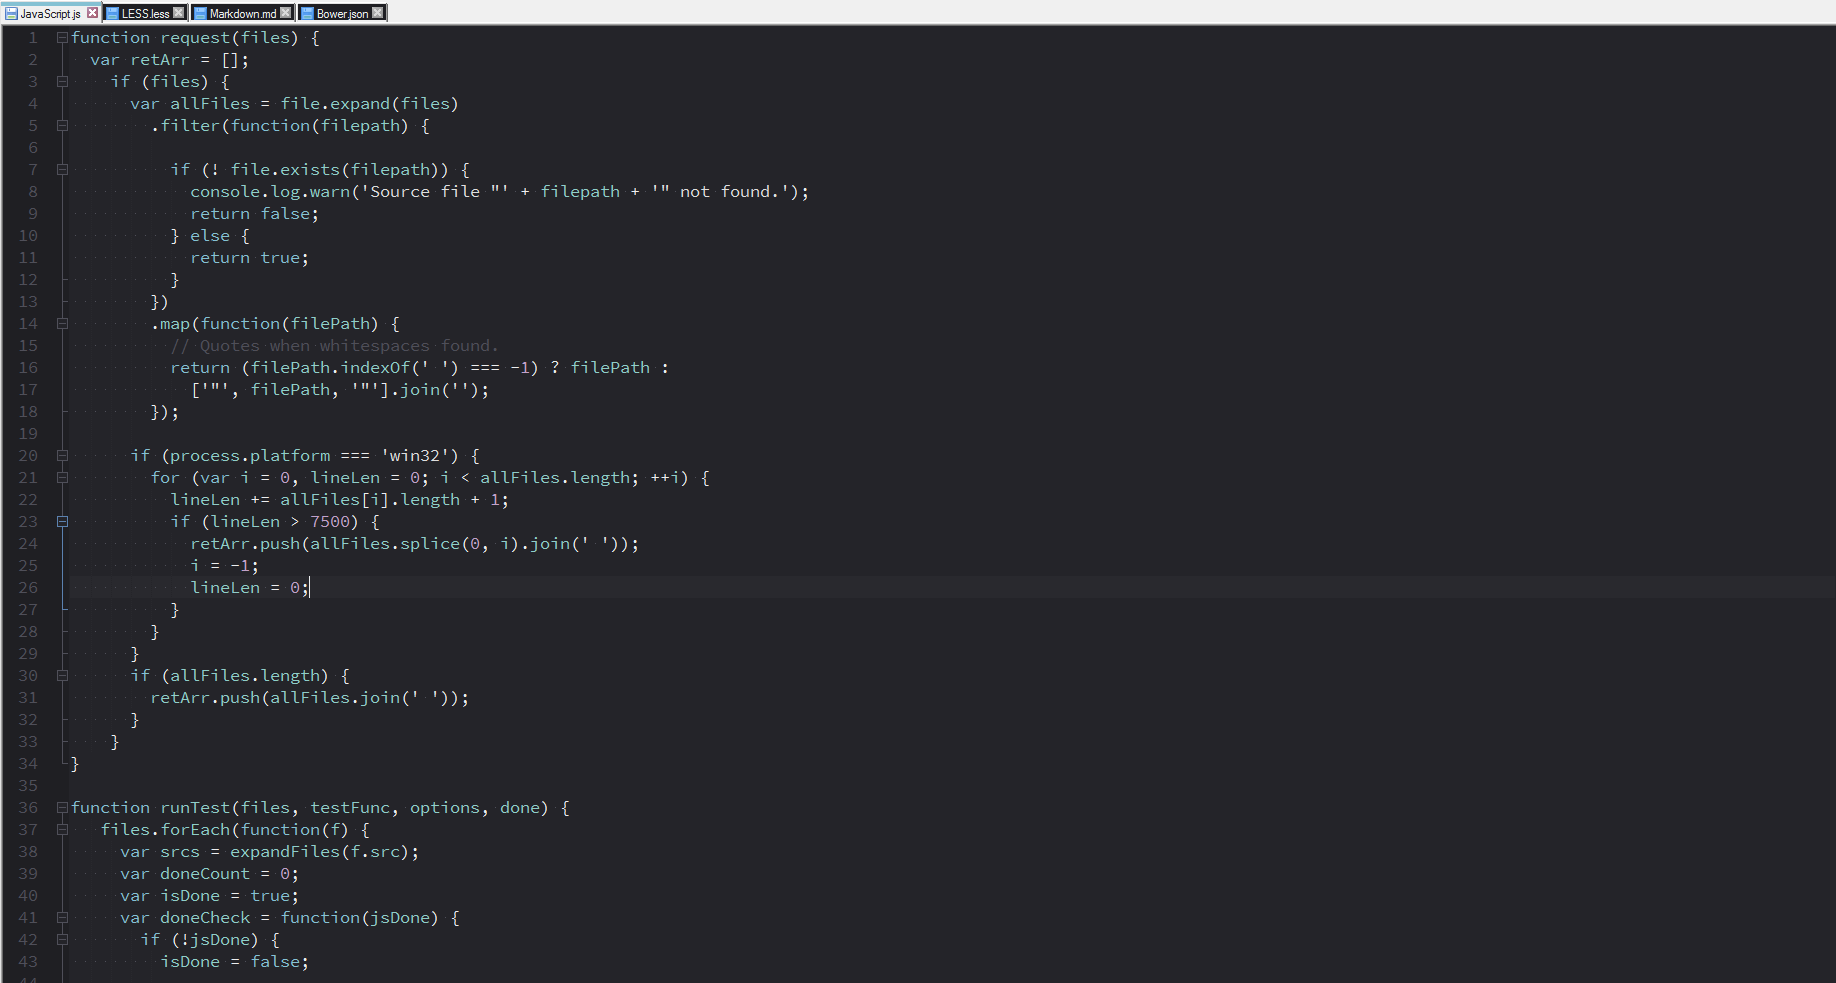 JavaScript.js LESS.less Markdown.md Bower.json
1 function request(files) {
2   var retArr = [];
3     if (files) {
4       var allFiles = file.expand(files)
5         .filter(function(filepath) {
6
7           if (! file.exists(filepath)) {
8             console.log.warn('Source file "' + filepath + '" not found.');
9             return false;
10           } else {
11             return true;
12           }
13         })
14         .map(function(filePath) {
15           // Quotes when whitespaces found.
16           return (filePath.indexOf(' ') === -1) ? filePath :
17             ['"', filePath, '"'].join('');
18         });
19
20       if (process.platform === 'win32') {
21         for (var i = 0, lineLen = 0; i < allFiles.length; ++i) {
22           lineLen += allFiles[i].length + 1;
23           if (lineLen > 7500) {
24             retArr.push(allFiles.splice(0, i).join(' '));
25             i = -1;
26             lineLen = 0;
27           }
28         }
29       }
30       if (allFiles.length) {
31         retArr.push(allFiles.join(' '));
32       }
33     }
34 }
35
36 function runTest(files, testFunc, options, done) {
37    files.forEach(function(f) {
38      var srcs = expandFiles(f.src);
39      var doneCount = 0;
40      var isDone = true;
41      var doneCheck = function(jsDone) {
42        if (!jsDone) {
43          isDone = false;